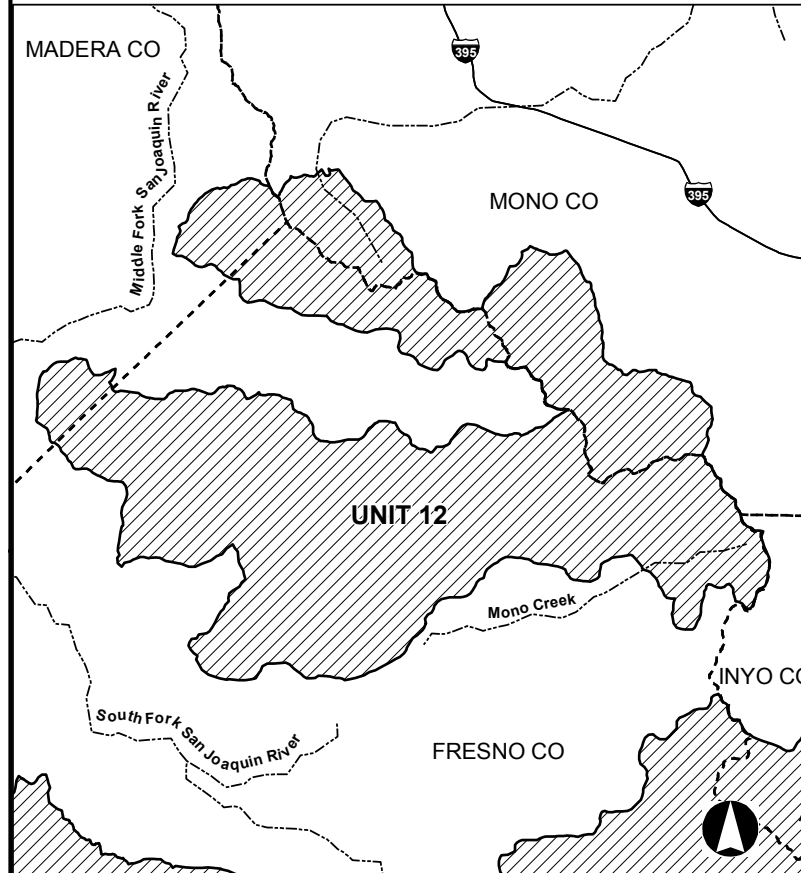 MADERA CO
395
Middle Fork San Joaquin River
395
MONO CO
UNIT 12
Mono Creek
INYO CO
South Fork San Joaquin River
FRESNO CO